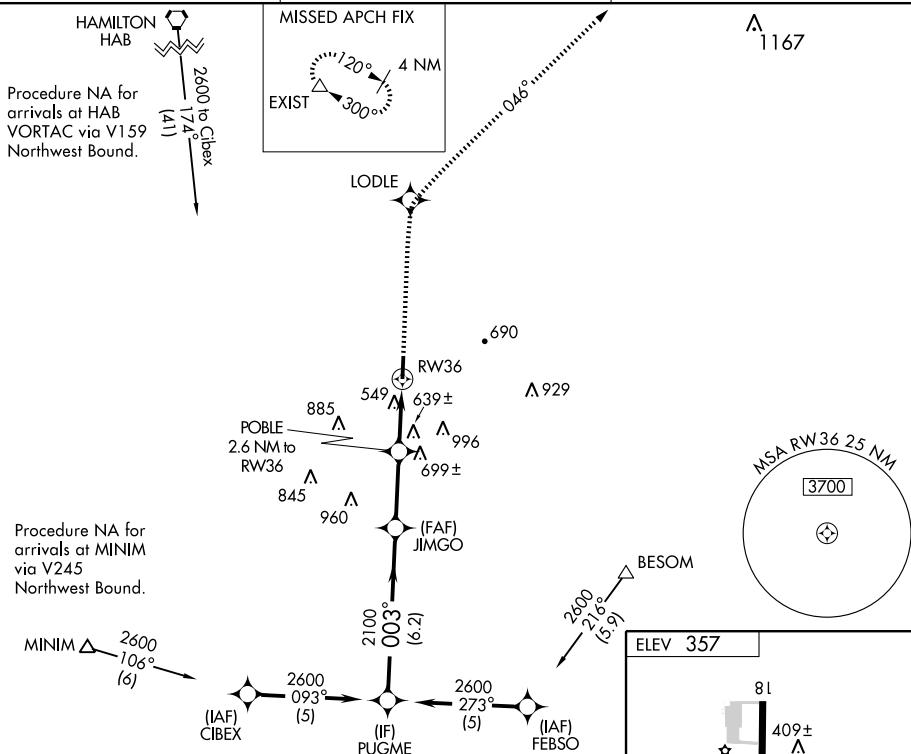 HAMILTON
HAB
2600 to Cibex
174°
(41)
Procedure NA for
arrivals at HAB
VORTAC via V159
Northwest Bound.
MISSED APCH FIX
120°
4 NM
EXIST
300°
046°
1167
LODLE
690
RW36
929
549
639±
885
POBLE
2.6 NM to
RW36
996
699±
845
960
(FAF)
JIMGO
MSA RW36 25 NM
3700
Procedure NA for
arrivals at MINIM
via V245
Northwest Bound.
BESOM
2600
216°
(5.9)
2100
003°
(6.2)
MINIM
2600
106°
(6)
2600
093°
(5)
2600
273°
(5)
(IAF)
CIBEX
(IF)
PUGME
(IAF)
FEBSO
ELEV 357
18
409±